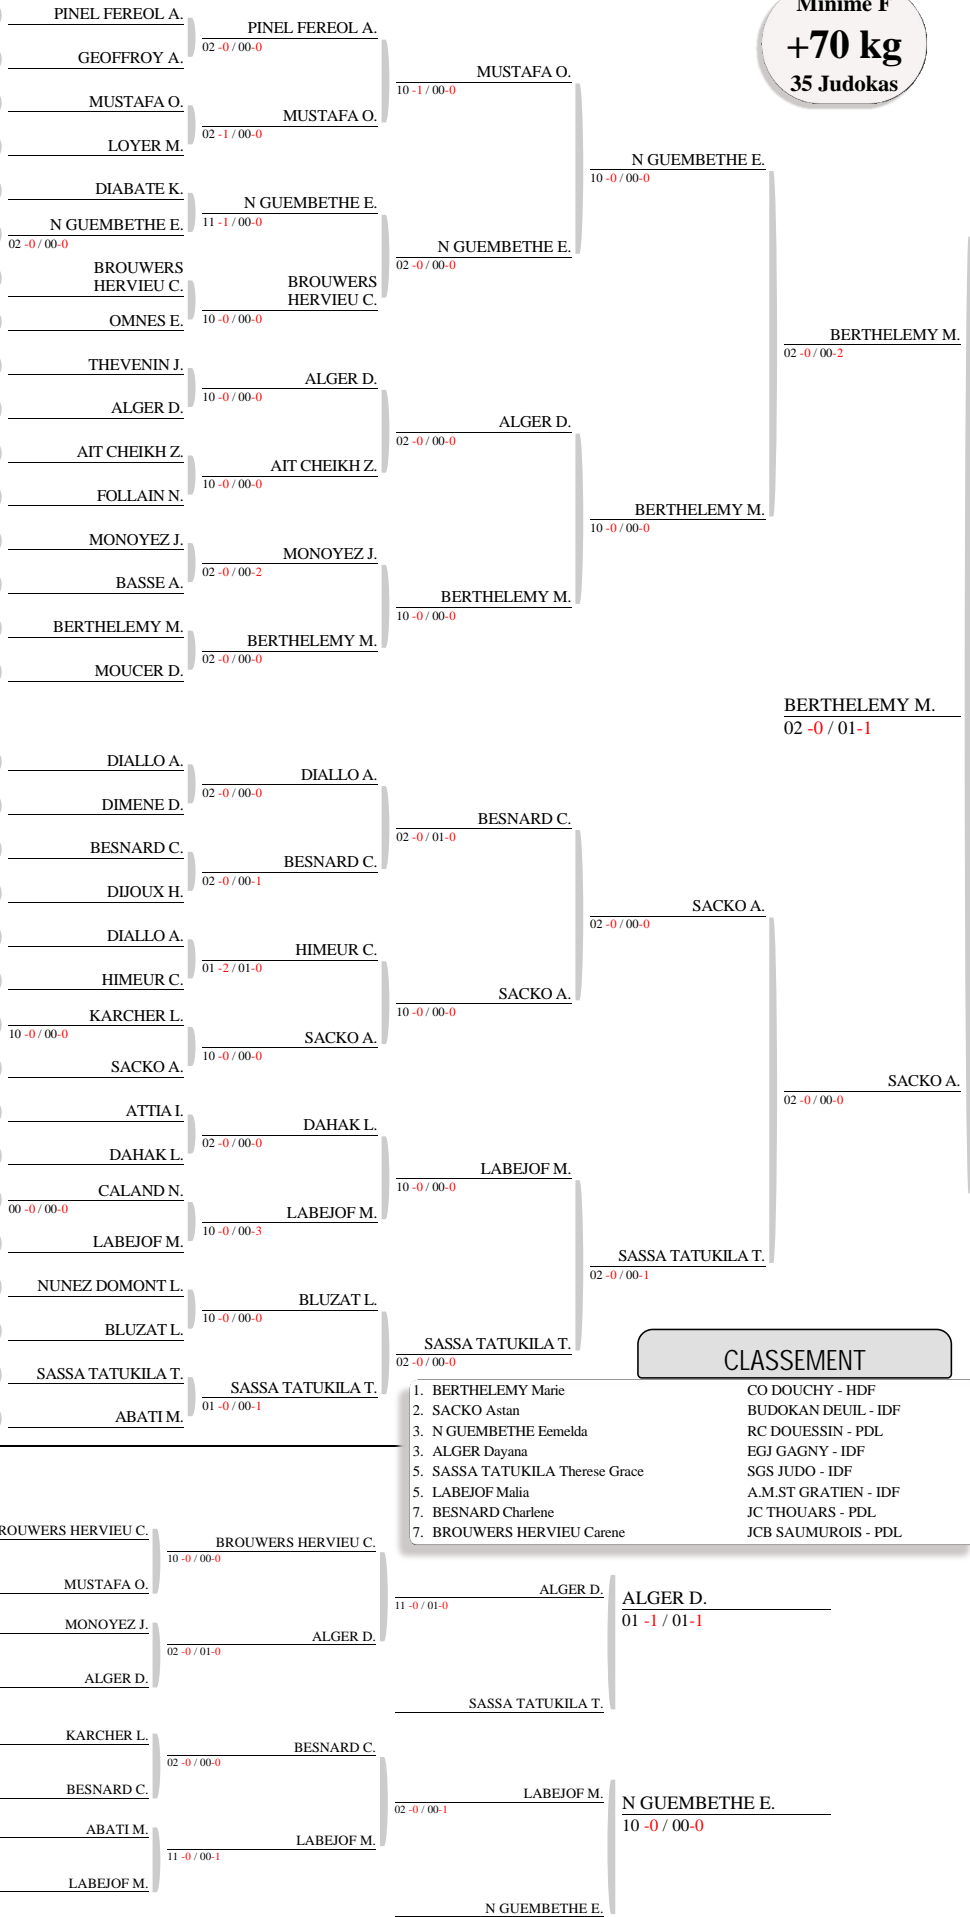 Minime F
+70 kg
35 Judokas
PINEL FEREOL A.
GEOFFROY A.
MUSTAFA O.
LOYER M.
DIABATE K.
N GUEMBETHE E.
02 -0 / 00-0
BROUWERS
HERVIEU C.
OMNES E.
THEVENIN J.
ALGER D.
AIT CHEIKH Z.
FOLLAIN N.
MONOYEZ J.
BASSE A.
BERTHELEMY M.
MOUCER D.
PINEL FEREOL A.
02 -0 / 00-0
MUSTAFA O.
02 -1 / 00-0
N GUEMBETHE E.
11 -1 / 00-0
BROUWERS
HERVIEU C.
10 -0 / 00-0
ALGER D.
10 -0 / 00-0
AIT CHEIKH Z.
10 -0 / 00-0
MONOYEZ J.
02 -0 / 00-2
BERTHELEMY M.
02 -0 / 00-0
MUSTAFA O.
10 -1 / 00-0
N GUEMBETHE E.
02 -0 / 00-0
ALGER D.
02 -0 / 00-0
BERTHELEMY M.
10 -0 / 00-0
N GUEMBETHE E.
10 -0 / 00-0
BERTHELEMY M.
10 -0 / 00-0
BERTHELEMY M.
02 -0 / 00-2
BERTHELEMY M.
02 -0 / 01-1
DIALLO A.
DIMENE D.
BESNARD C.
DIJOUX H.
DIALLO A.
HIMEUR C.
KARCHER L.
10 -0 / 00-0
SACKO A.
ATTIA I.
DAHAK L.
CALAND N.
00 -0 / 00-0
LABEJOF M.
NUNEZ DOMONT L.
BLUZAT L.
SASSA TATUKILA T.
ABATI M.
DIALLO A.
02 -0 / 00-0
BESNARD C.
02 -0 / 00-1
HIMEUR C.
01 -2 / 01-0
SACKO A.
10 -0 / 00-0
DAHAK L.
02 -0 / 00-0
LABEJOF M.
10 -0 / 00-3
BLUZAT L.
10 -0 / 00-0
SASSA TATUKILA T.
01 -0 / 00-1
BESNARD C.
02 -0 / 01-0
SACKO A.
10 -0 / 00-0
LABEJOF M.
10 -0 / 00-0
SASSA TATUKILA T.
02 -0 / 00-0
SACKO A.
02 -0 / 00-0
SASSA TATUKILA T.
02 -0 / 00-1
SACKO A.
02 -0 / 00-0
CLASSEMENT
1. BERTHELEMY Marie CO DOUCHY - HDF
2. SACKO Astan BUDOKAN DEUIL - IDF
3. N GUEMBETHE Eemelda RC DOUESSIN - PDL
3. ALGER Dayana EGJ GAGNY - IDF
5. SASSA TATUKILA Therese Grace SGS JUDO - IDF
5. LABEJOF Malia A.M.ST GRATIEN - IDF
7. BESNARD Charlene JC THOUARS - PDL
7. BROUWERS HERVIEU Carene JCB SAUMUROIS - PDL
ROUWERS HERVIEU C.
MUSTAFA O.
MONOYEZ J.
ALGER D.
KARCHER L.
BESNARD C.
ABATI M.
LABEJOF M.
BROUWERS HERVIEU C.
10 -0 / 00-0
ALGER D.
02 -0 / 01-0
BESNARD C.
02 -0 / 00-0
LABEJOF M.
11 -0 / 00-1
ALGER D.
11 -0 / 01-0
SASSA TATUKILA T.
LABEJOF M.
02 -0 / 00-1
N GUEMBETHE E.
ALGER D.
01 -1 / 01-1
N GUEMBETHE E.
10 -0 / 00-0